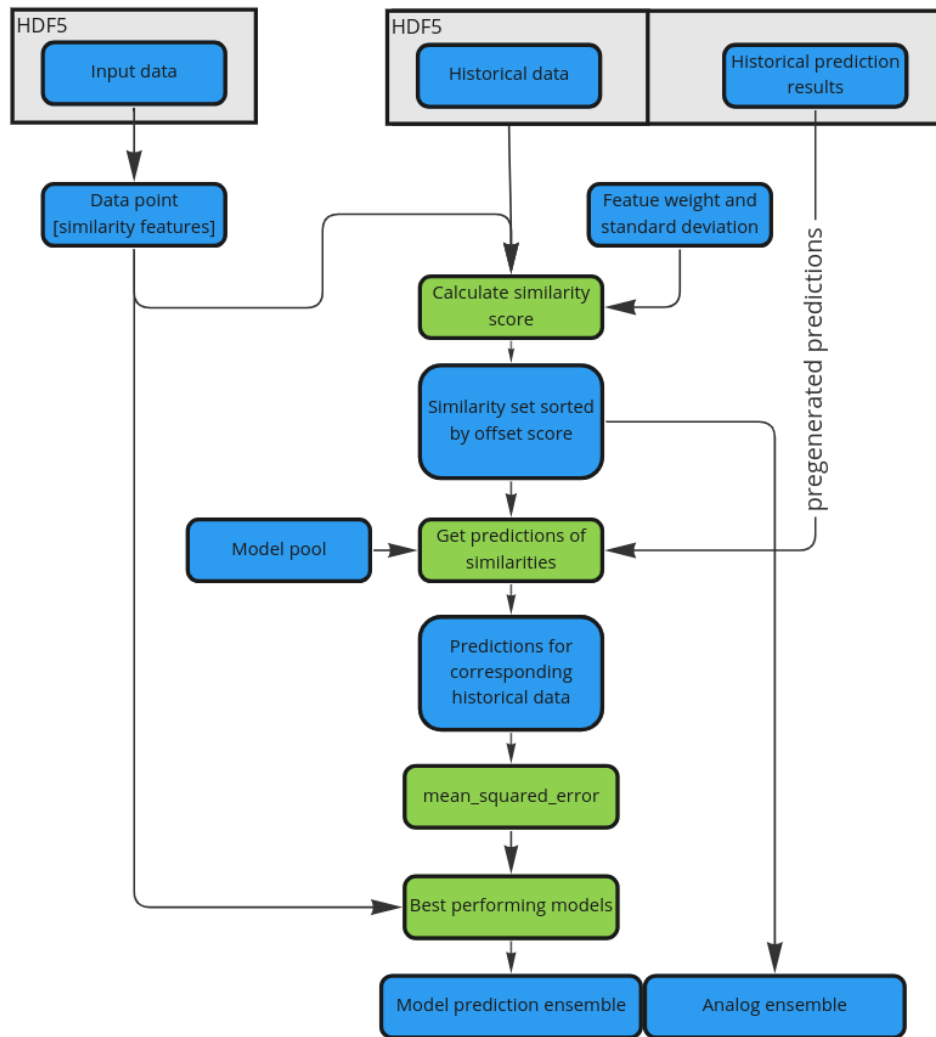 HDF5
Input data
HDF5
Historical data
Historical prediction
results
Data point
[similarity features]
Featue weight and
standard deviation
pregenerated predictions
Calculate similarity
score
Similarity set sorted
by offset score
Model pool
Get predictions of
similarities
Predictions for
corresponding
historical data
mean_squared_error
Best performing models
Model prediction ensemble
Analog ensemble